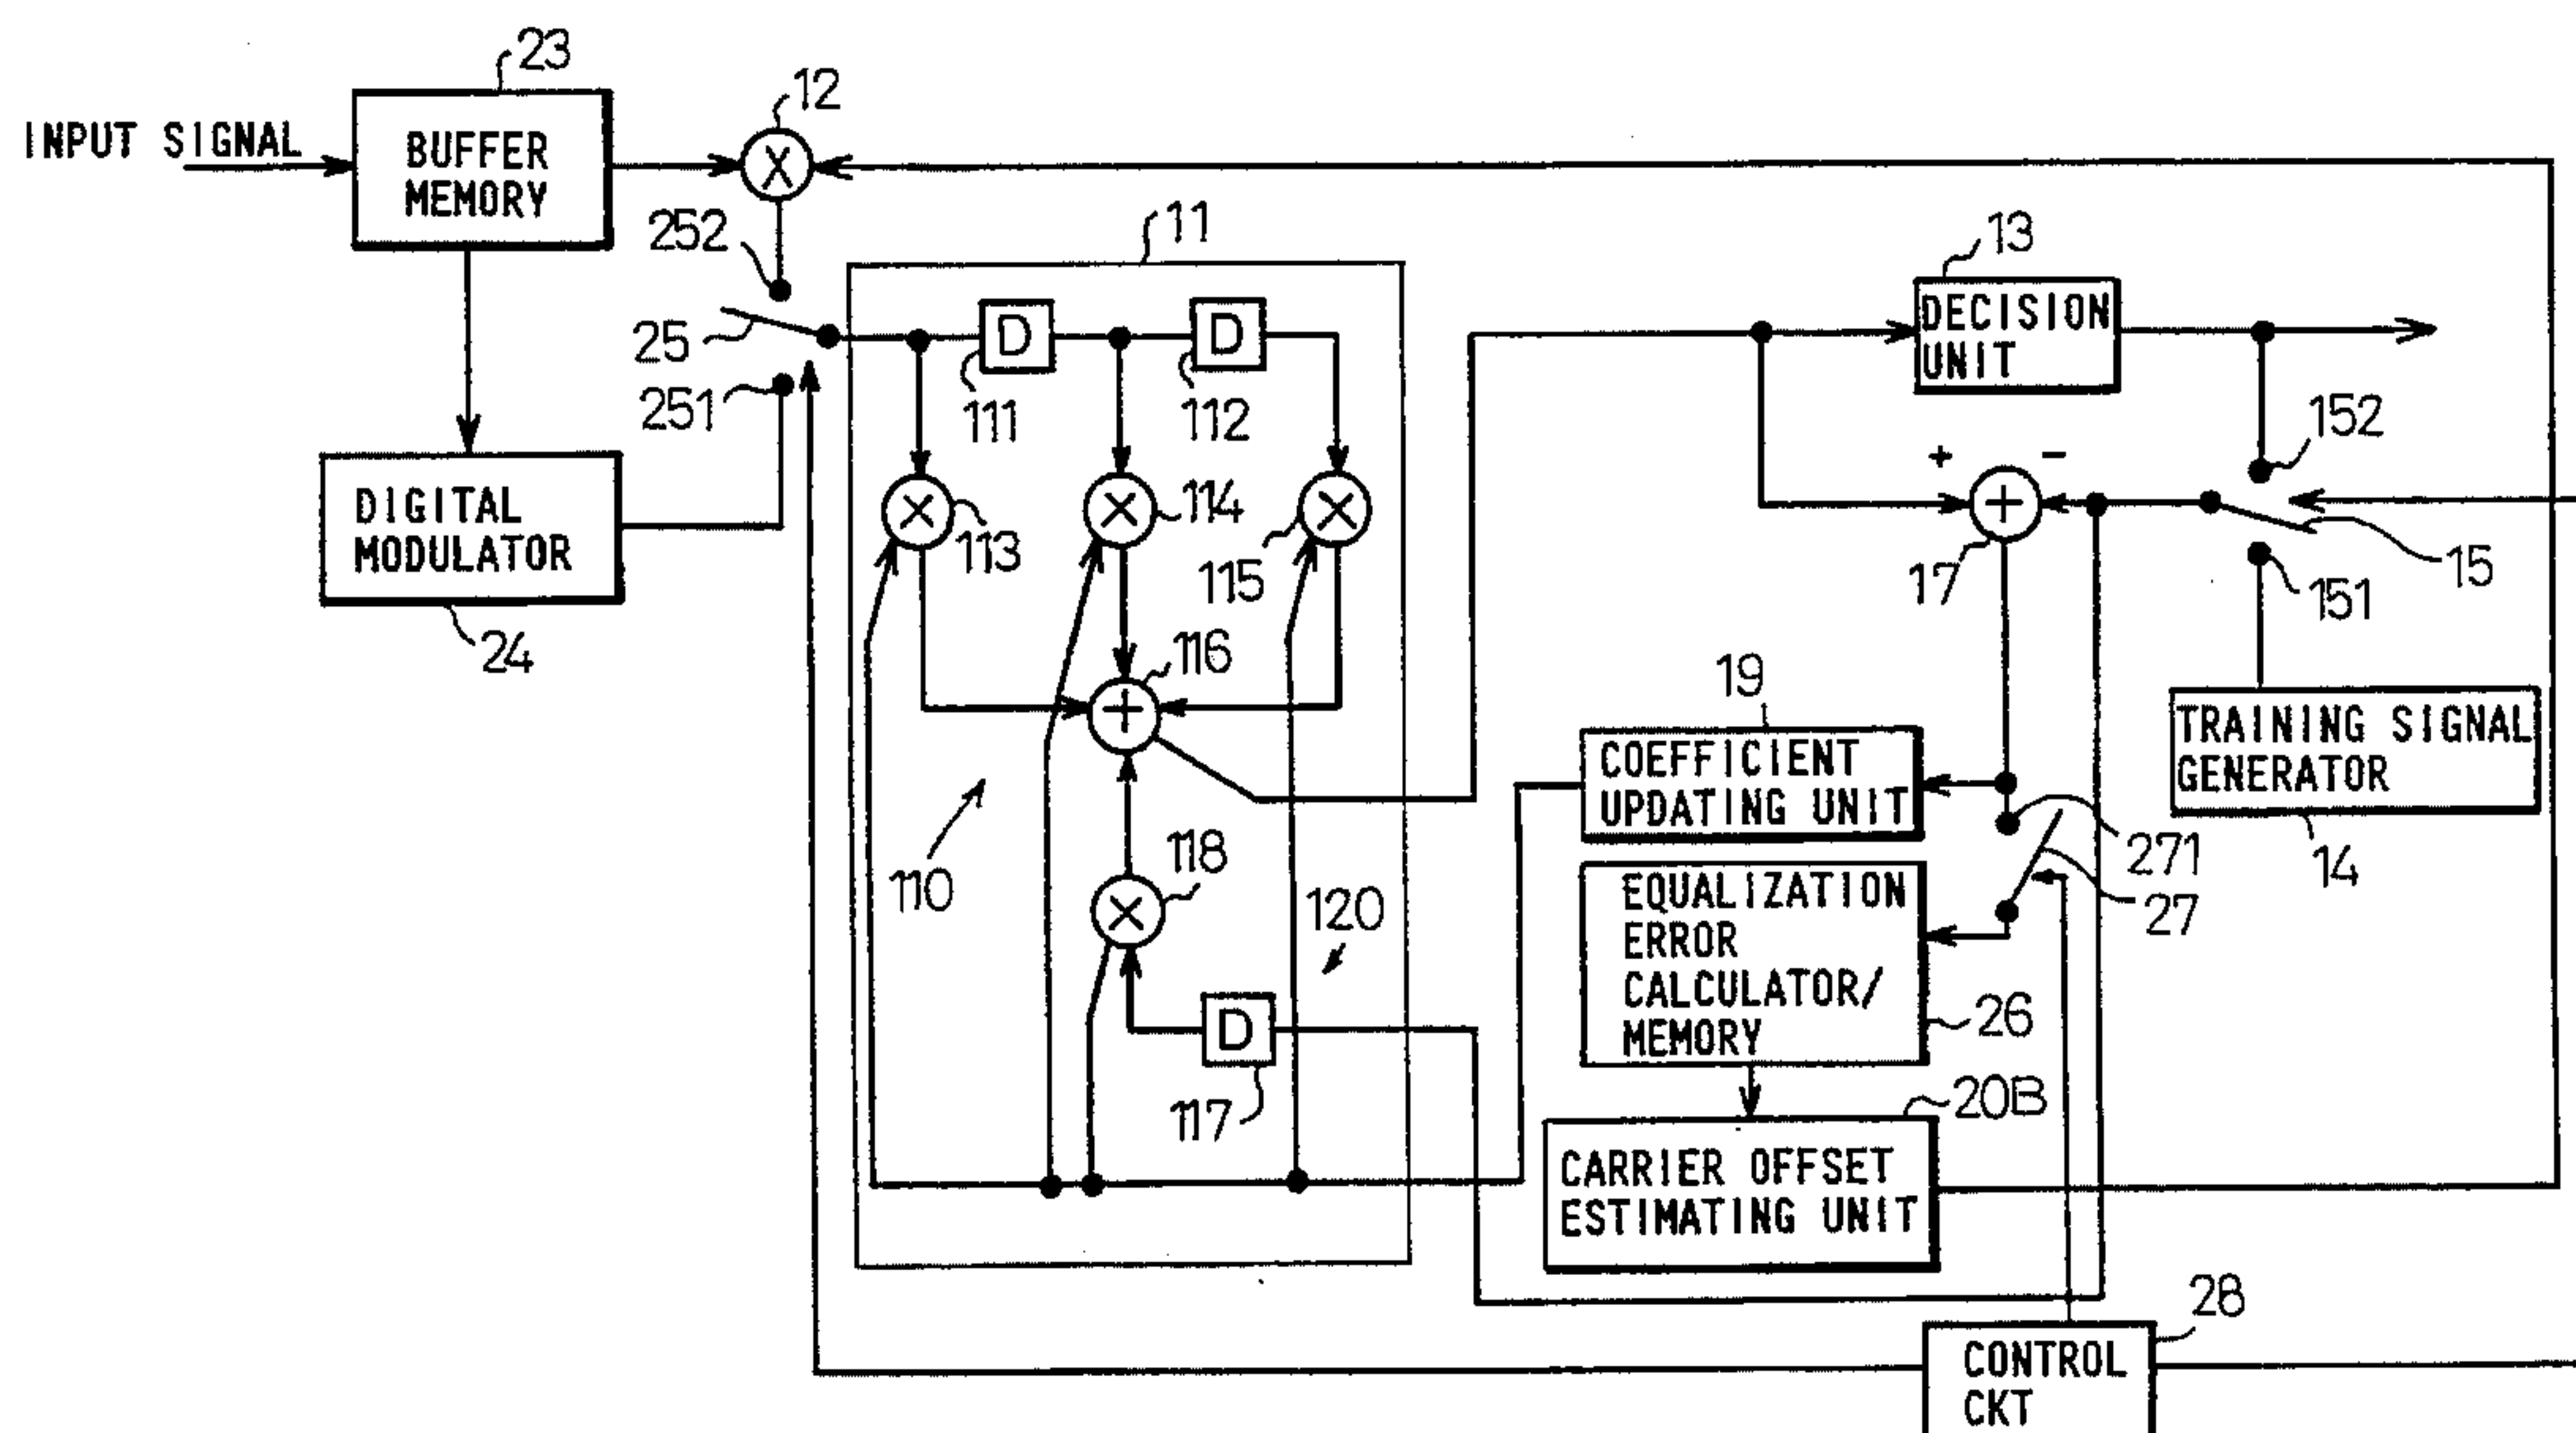 23
12
INPUT SIGNAL
BUFFER
MEMORY
X
252
11
13
DECISION
UNIT
25
D
D
251
111
112
152
+
−
DIGITAL
MODULATOR
×
113
×
114
×
115
+
17
15
151
24
116
+
19
COEFFICIENT
UPDATING UNIT
TRAINING SIGNAL
GENERATOR
14
110
118
×
120
271
27
EQUALIZATION
ERROR
CALCULATOR/
MEMORY
26
D
117
20B
CARRIER OFFSET
ESTIMATING UNIT
28
CONTROL
CKT